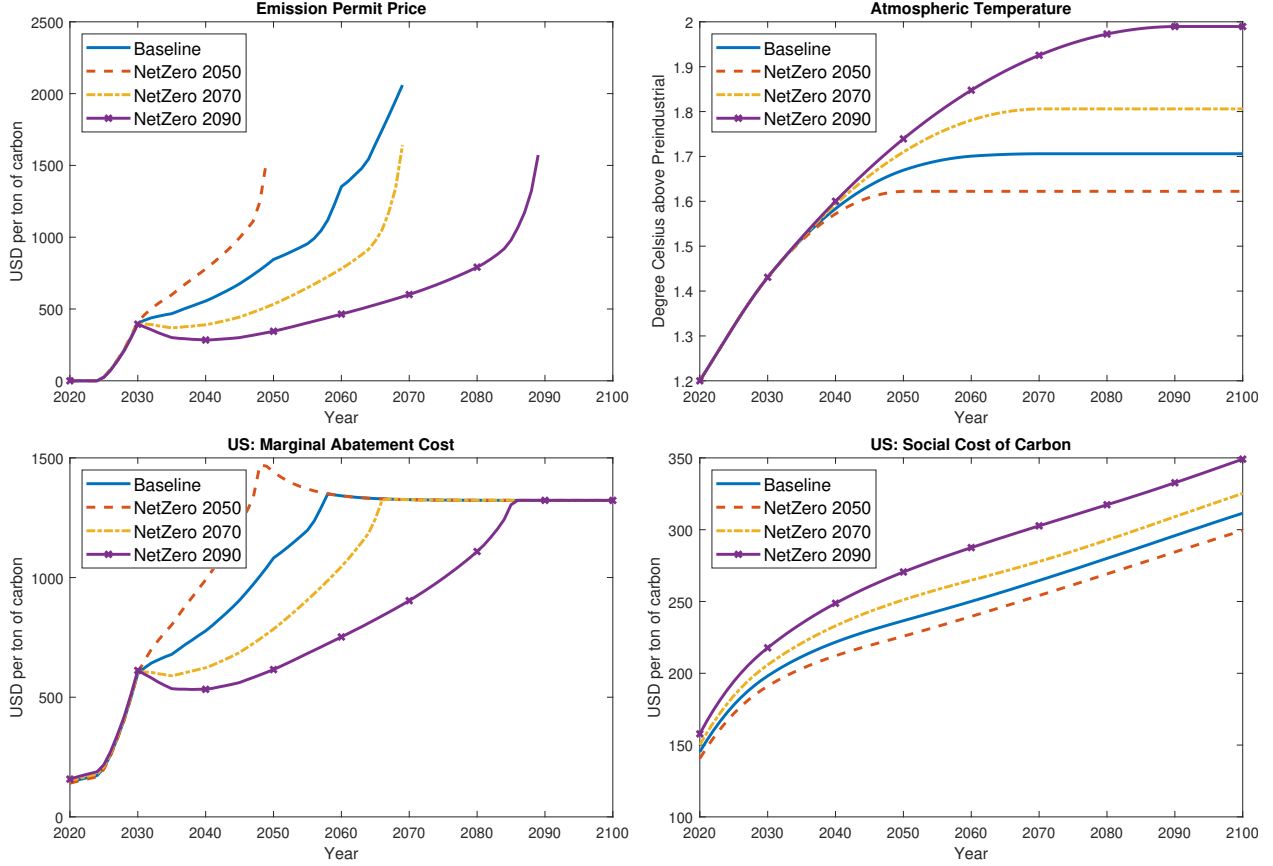 Emission Permit Price
USD per ton of carbon
2500
2000
1500
1000
500
0
Baseline
NetZero 2050
NetZero 2070
NetZero 2090
2020 2030 2040 2050 2060 2070 2080 2090 2100
Year
Atmospheric Temperature
Degree Celsius above Preindustrial
2
1.9
1.8
1.7
1.6
1.5
1.4
1.3
1.2
Baseline
NetZero 2050
NetZero 2070
NetZero 2090
2020 2030 2040 2050 2060 2070 2080 2090 2100
Year
US: Marginal Abatement Cost
USD per ton of carbon
1500
1000
500
0
Baseline
NetZero 2050
NetZero 2070
NetZero 2090
2020 2030 2040 2050 2060 2070 2080 2090 2100
Year
US: Social Cost of Carbon
USD per ton of carbon
350
300
250
200
150
100
Baseline
NetZero 2050
NetZero 2070
NetZero 2090
2020 2030 2040 2050 2060 2070 2080 2090 2100
Year